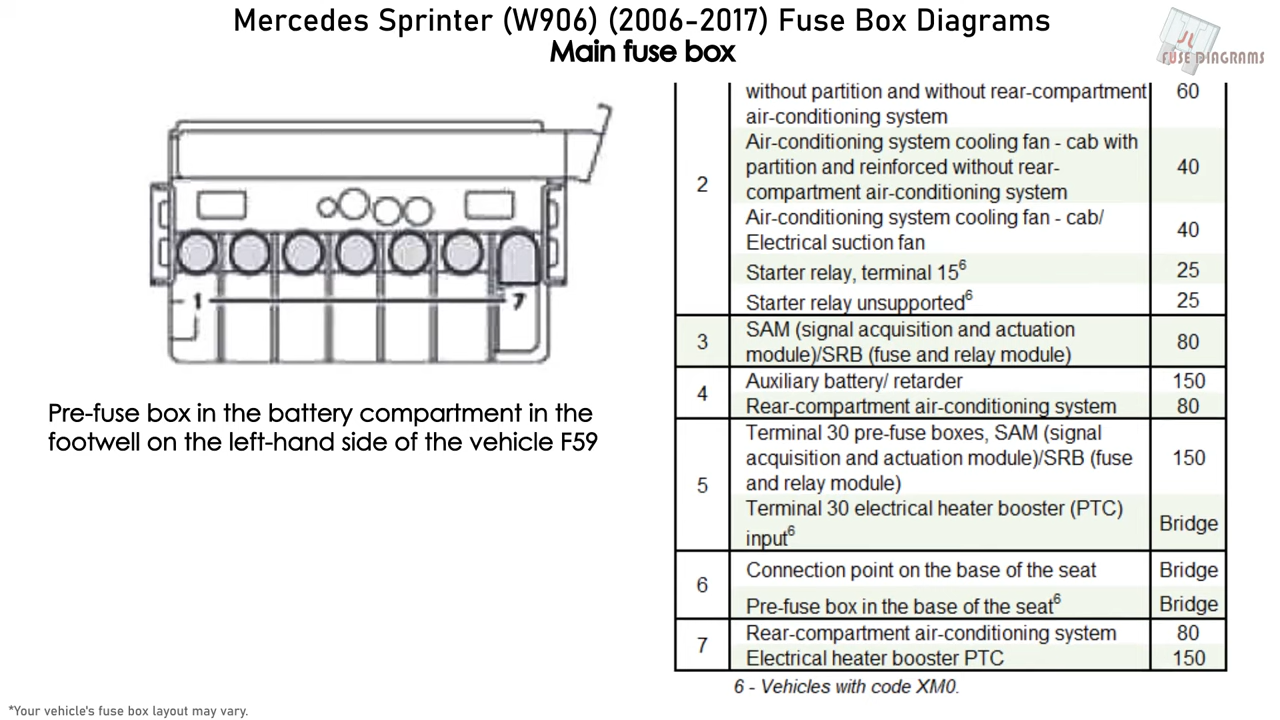 Mercedes Sprinter (W906) (2006-2017) Fuse Box Diagrams
Main fuse box
JL
FUSE DIAGRAMS
1
7
Pre-fuse box in the battery compartment in the
footwell on the left-hand side of the vehicle F59
2
without partition and without rear-compartment
air-conditioning system
60
Air-conditioning system cooling fan - cab with
partition and reinforced without rear-
compartment air-conditioning system
40
Air-conditioning system cooling fan - cab/
Electrical suction fan
40
Starter relay, terminal 15⁶ 25
Starter relay unsupported⁶ 25
3
SAM (signal acquisition and actuation
module)/SRB (fuse and relay module)
80
4
Auxiliary battery/ retarder 150
Rear-compartment air-conditioning system 80
5
Terminal 30 pre-fuse boxes, SAM (signal
acquisition and actuation module)/SRB (fuse
and relay module)
150
Terminal 30 electrical heater booster (PTC)
input⁶
Bridge
6
Connection point on the base of the seat Bridge
Pre-fuse box in the base of the seat⁶ Bridge
7
Rear-compartment air-conditioning system 80
Electrical heater booster PTC 150
6 - Vehicles with code XM0.
*Your vehicle's fuse box layout may vary.